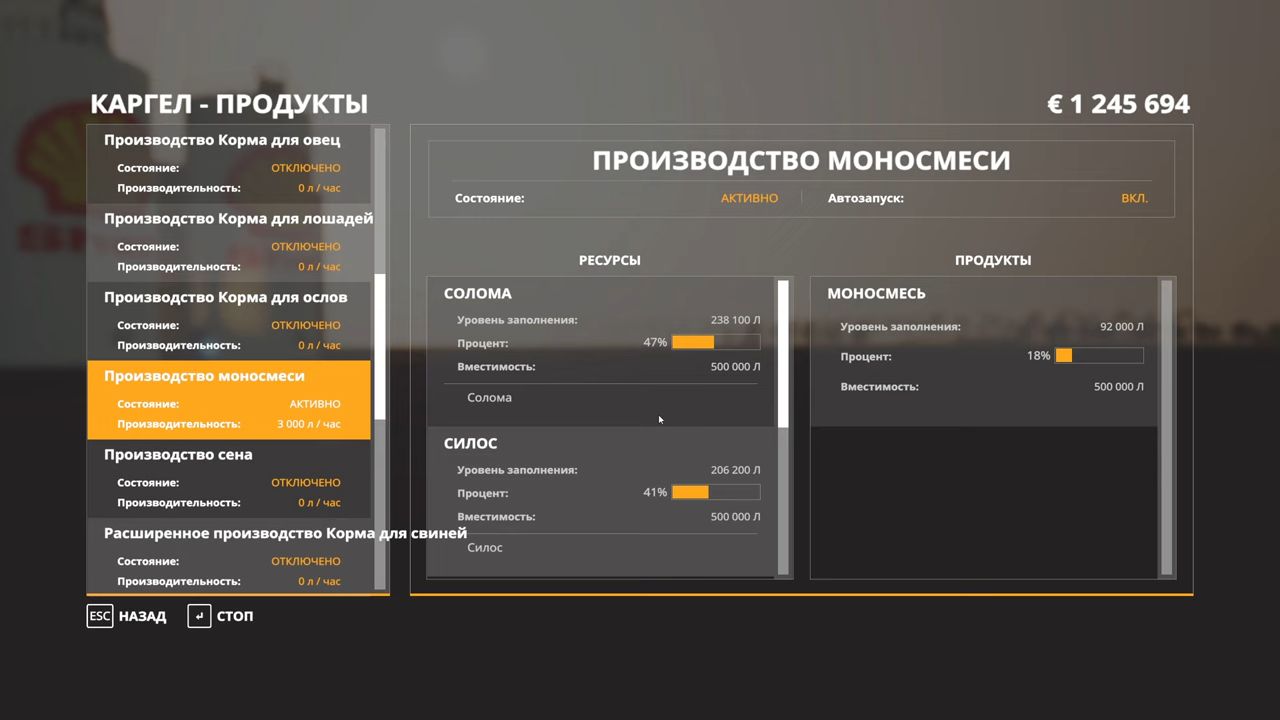 КАРГЕЛ - ПРОДУКТЫ
€ 1 245 694
Производство Корма для овец
Состояние: ОТКЛЮЧЕНО
Производительность: 0 л / час
Производство Корма для лошадей
Состояние: ОТКЛЮЧЕНО
Производительность: 0 л / час
Производство Корма для ослов
Состояние: ОТКЛЮЧЕНО
Производительность: 0 л / час
Производство моносмеси
Состояние: АКТИВНО
Производительность: 3 000 л / час
Производство сена
Состояние: ОТКЛЮЧЕНО
Производительность: 0 л / час
Расширенное производство Корма для свиней
Состояние: ОТКЛЮЧЕНО
Производительность: 0 л / час
ПРОИЗВОДСТВО МОНОСМЕСИ
Состояние: АКТИВНО Автозапуск: ВКЛ.
РЕСУРСЫ
СОЛОМА
Уровень заполнения: 238 100 Л
Процент: 47%
Вместимость: 500 000 Л
Солома
СИЛОС
Уровень заполнения: 206 200 Л
Процент: 41%
Вместимость: 500 000 Л
Силос
ПРОДУКТЫ
МОНОСМЕСЬ
Уровень заполнения: 92 000 Л
Процент: 18%
Вместимость: 500 000 Л
ESC НАЗАД ↵ СТОП